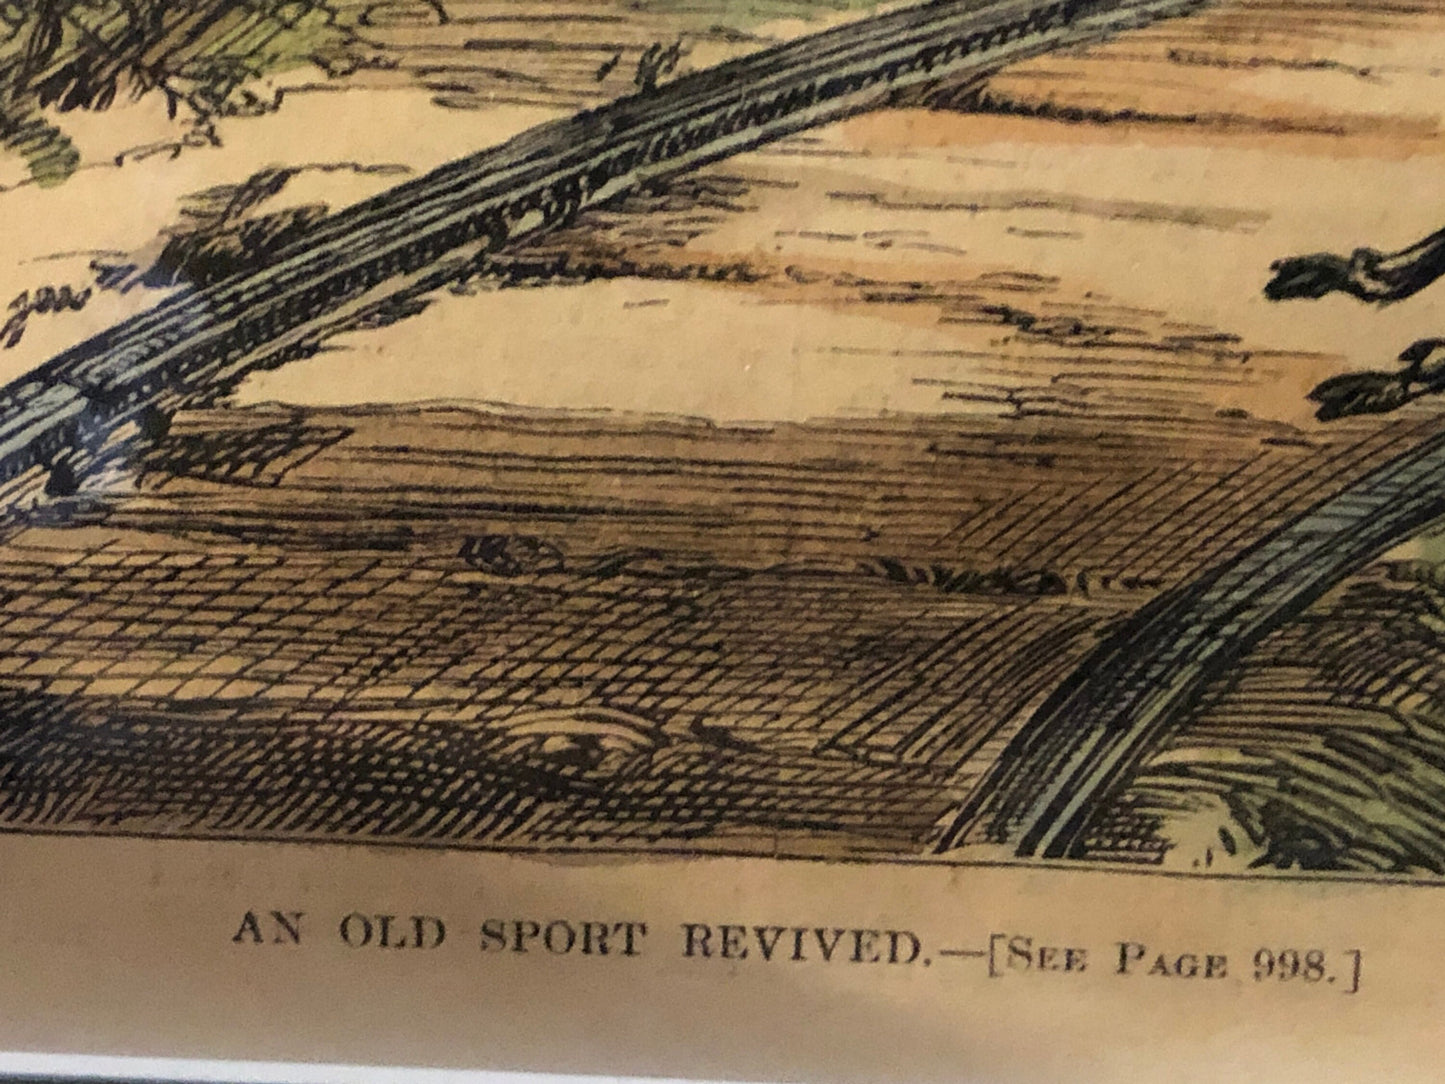 AN OLD SPORT REVIVED.—[SEE PAGE 998.]